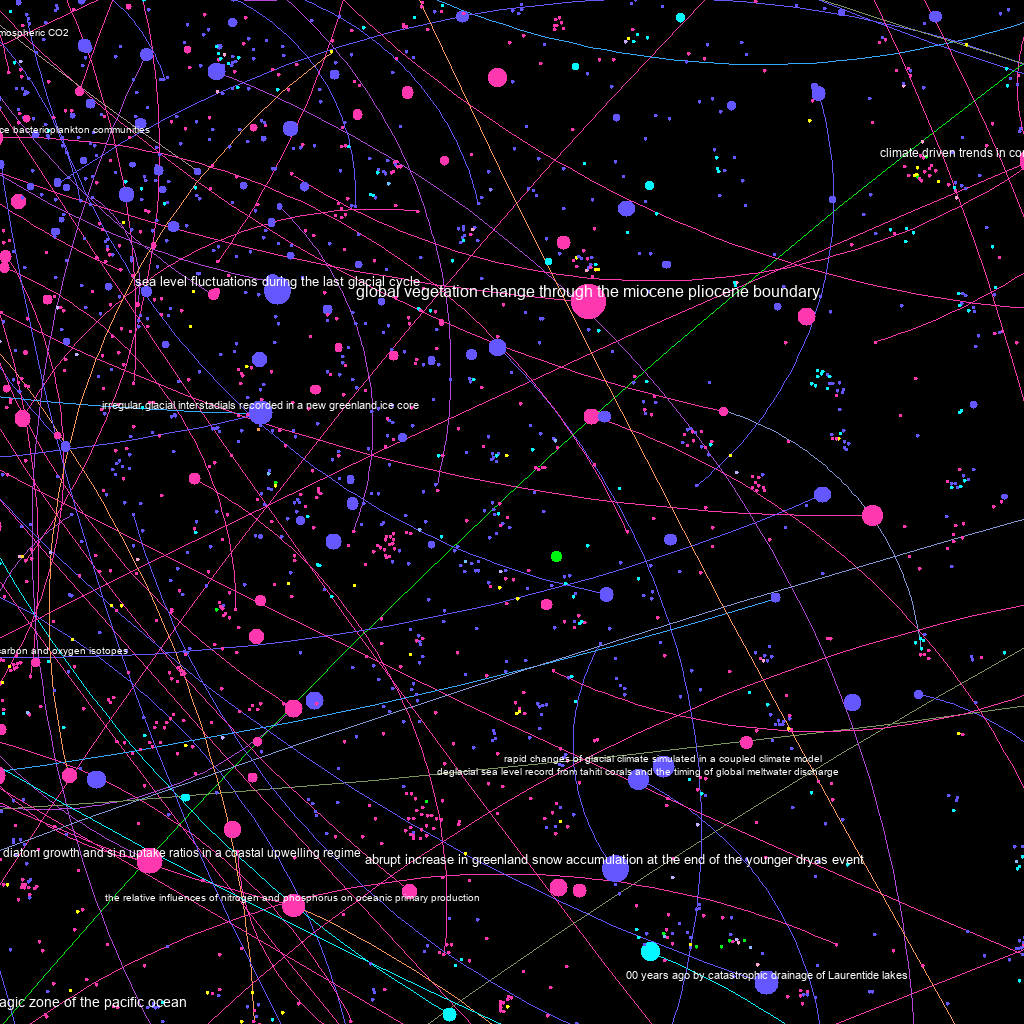 mospheric CO2
ce bacterioplankton communities
climate driven trends in con
sea level fluctuations during the last glacial cycle
global vegetation change through the miocene pliocene boundary
irregular glacial interstadials recorded in a new greenland ice core
carbon and oxygen isotopes
rapid changes of glacial climate simulated in a coupled climate model
deglacial sea level record from tahiti corals and the timing of global meltwater discharge
diatom growth and si n uptake ratios in a coastal upwelling regime
abrupt increase in greenland snow accumulation at the end of the younger dryas event
the relative influences of nitrogen and phosphorus on oceanic primary production
00 years ago by catastrophic drainage of Laurentide lakes
agic zone of the pacific ocean